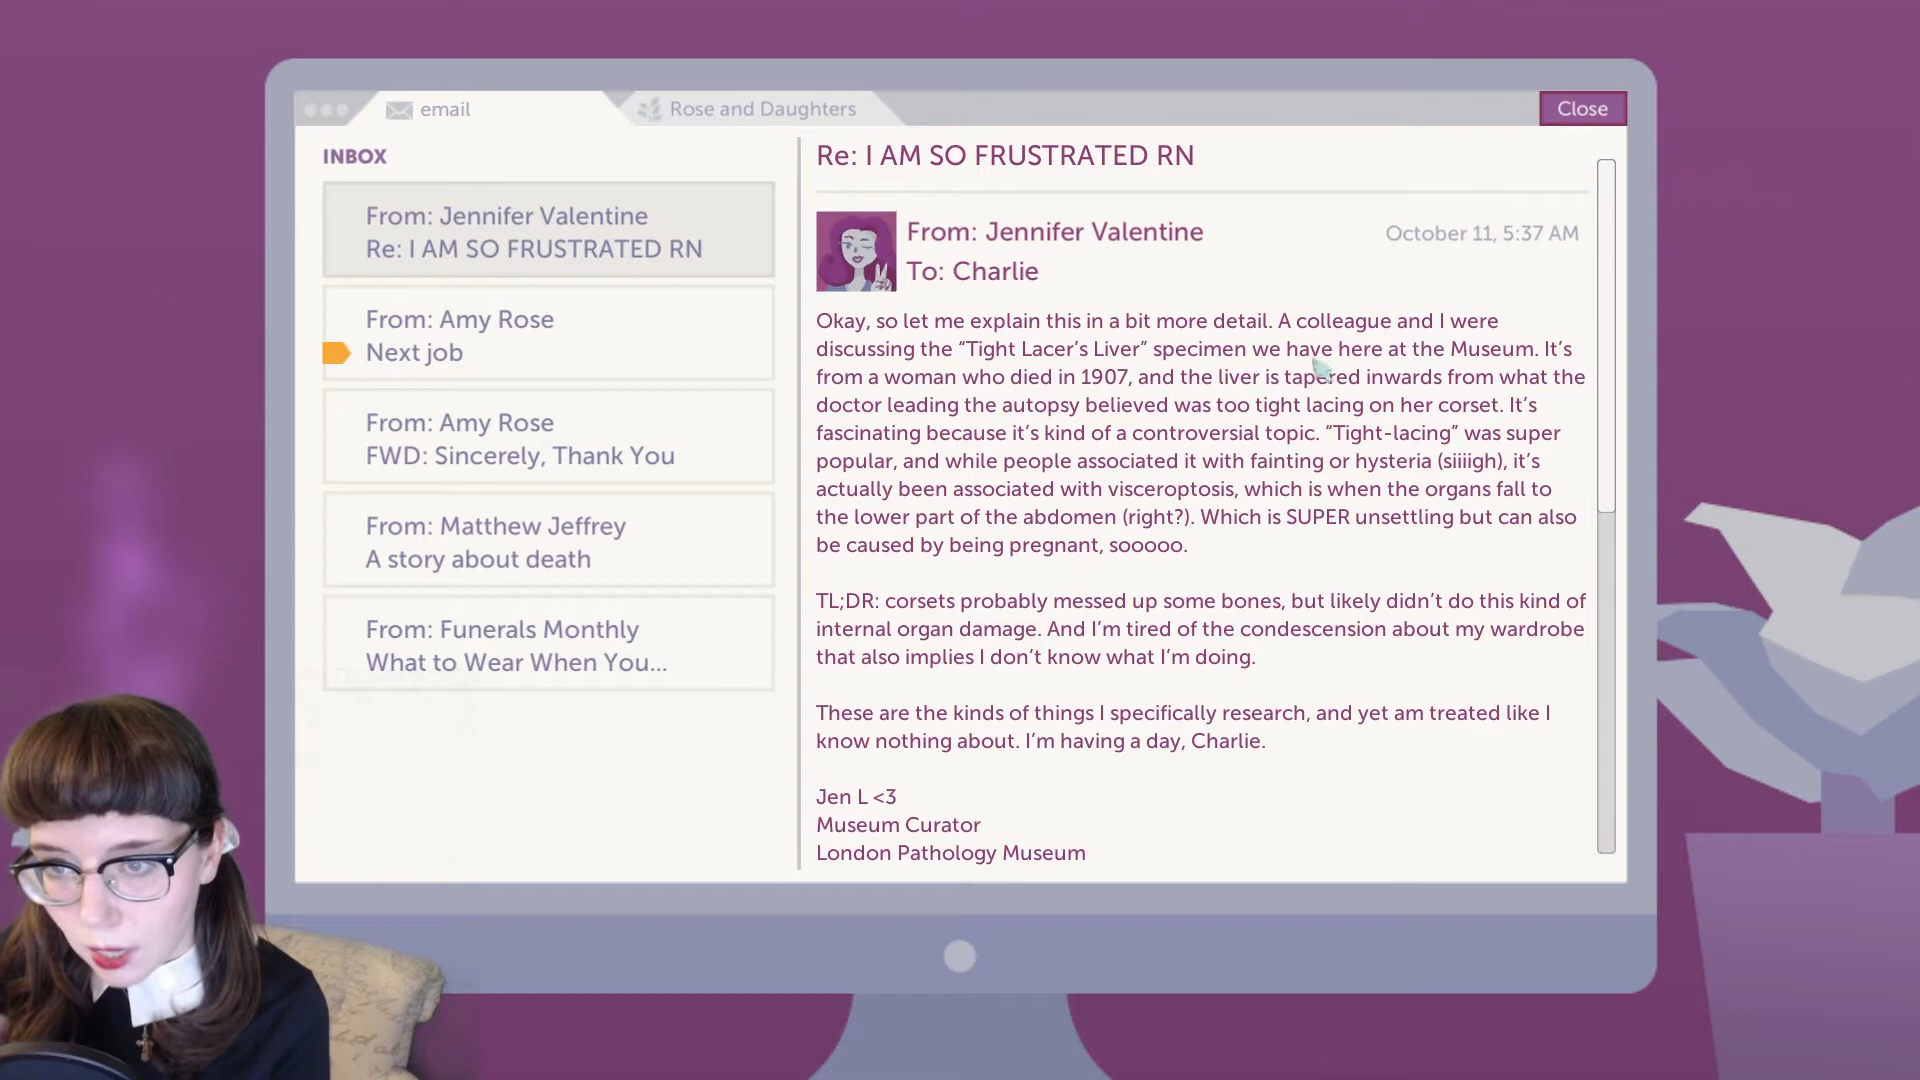 email
Rose and Daughters
Close
INBOX
From: Jennifer Valentine
Re: I AM SO FRUSTRATED RN
From: Amy Rose
Next job
From: Amy Rose
FWD: Sincerely, Thank You
From: Matthew Jeffrey
A story about death
From: Funerals Monthly
What to Wear When You...
Re: I AM SO FRUSTRATED RN
From: Jennifer Valentine
October 11, 5:37 AM
To: Charlie
Okay, so let me explain this in a bit more detail. A colleague and I were
discussing the “Tight Lacer’s Liver” specimen we have here at the Museum. It’s
from a woman who died in 1907, and the liver is tapered inwards from what the
doctor leading the autopsy believed was too tight lacing on her corset. It’s
fascinating because it’s kind of a controversial topic. “Tight-lacing” was super
popular, and while people associated it with fainting or hysteria (siiiigh), it’s
actually been associated with visceroptosis, which is when the organs fall to
the lower part of the abdomen (right?). Which is SUPER unsettling but can also
be caused by being pregnant, sooooo.
TL;DR: corsets probably messed up some bones, but likely didn’t do this kind of
internal organ damage. And I’m tired of the condescension about my wardrobe
that also implies I don’t know what I’m doing.
These are the kinds of things I specifically research, and yet am treated like I
know nothing about. I’m having a day, Charlie.
Jen L <3
Museum Curator
London Pathology Museum